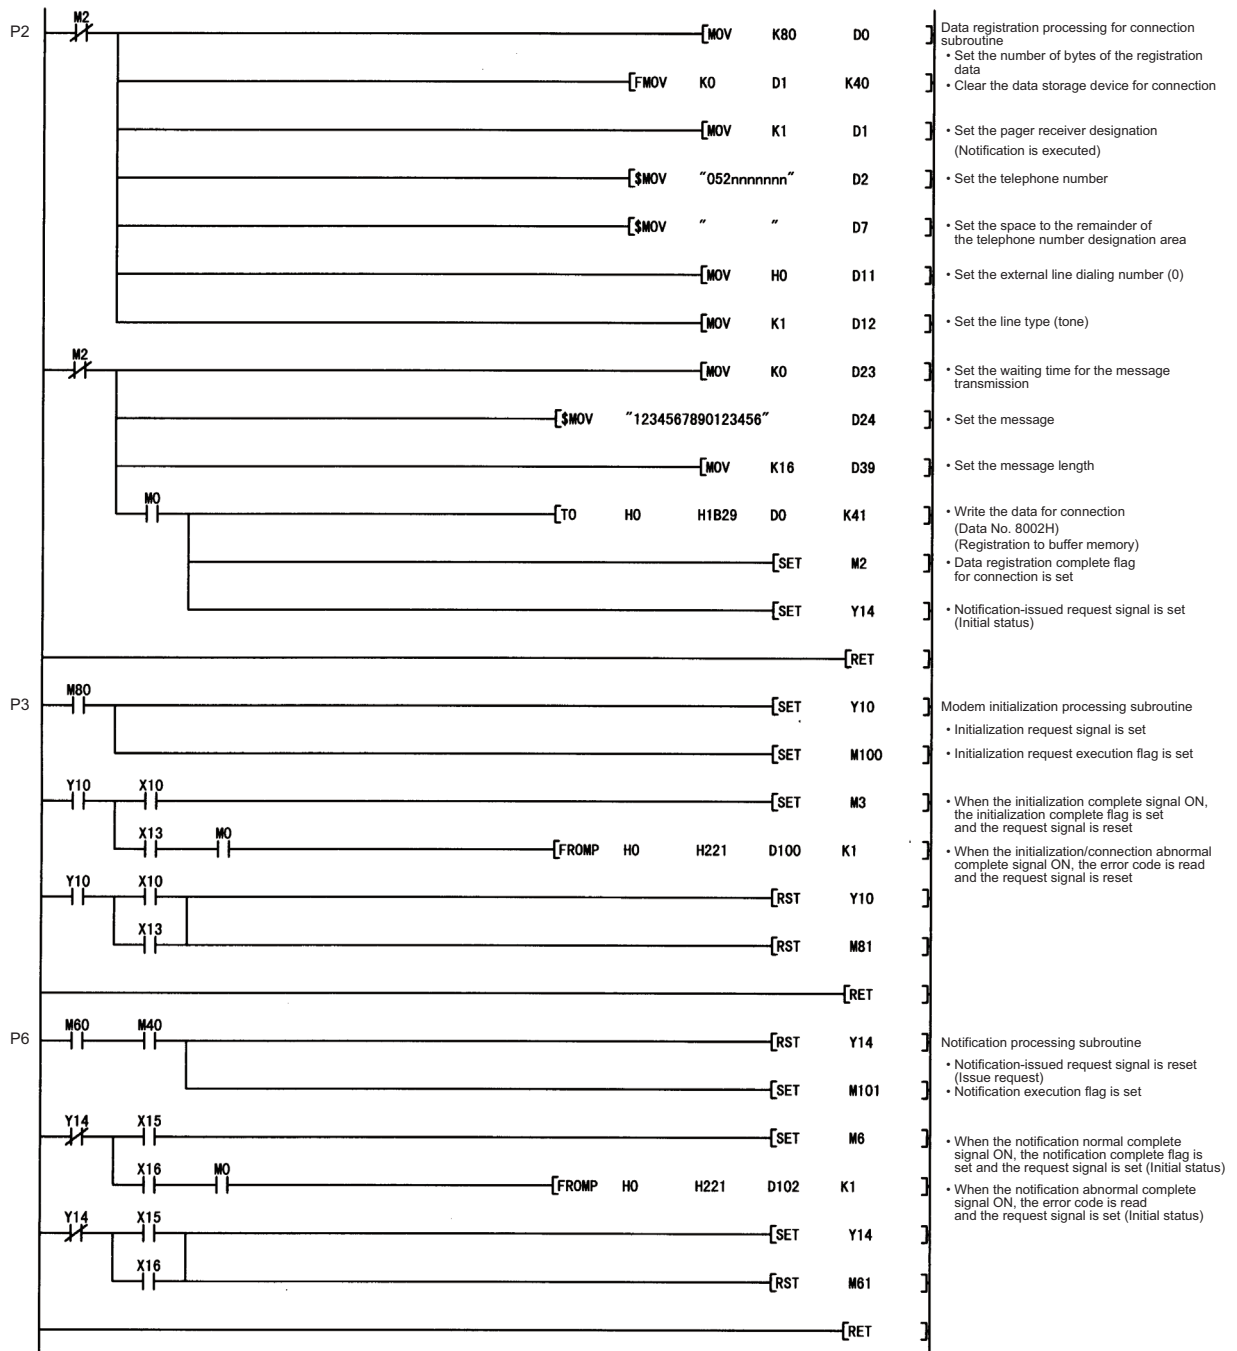 M2
P2 [MOV K80 D0 ] Data registration processing for connection
subroutine
• Set the number of bytes of the registration
data
[FMOV K0 D1 K40 ] • Clear the data storage device for connection
[MOV K1 D1 ] • Set the pager receiver designation
(Notification is executed)
[$MOV "052nnnnnnn" D2 ] • Set the telephone number
[$MOV " " D7 ] • Set the space to the remainder of
the telephone number designation area
[MOV H0 D11 ] • Set the external line dialing number (0)
[MOV K1 D12 ] • Set the line type (tone)
M2
[MOV K0 D23 ] • Set the waiting time for the message
transmission
[$MOV "1234567890123456" D24 ] • Set the message
[MOV K16 D39 ] • Set the message length
M0
[TO H0 H1B29 D0 K41 ] • Write the data for connection
(Data No. 8002H)
(Registration to buffer memory)
[SET M2 ] • Data registration complete flag
for connection is set
[SET Y14 ] • Notification-issued request signal is set
(Initial status)
[RET ]
M80
P3 [SET Y10 ] Modem initialization processing subroutine
• Initialization request signal is set
[SET M100 ] • Initialization request execution flag is set
Y10 X10
[SET M3 ] • When the initialization complete signal ON,
the initialization complete flag is set
and the request signal is reset
X13 M0
[FROMP H0 H221 D100 K1 ] • When the initialization/connection abnormal
complete signal ON, the error code is read
and the request signal is reset
Y10 X10
[RST Y10 ]
X13
[RST M81 ]
[RET ]
M60 M40
P6 [RST Y14 ] Notification processing subroutine
• Notification-issued request signal is reset
(Issue request)
[SET M101 ] • Notification execution flag is set
Y14 X15
[SET M6 ] • When the notification normal complete
signal ON, the notification complete flag is
set and the request signal is set (Initial status)
X16 M0
[FROMP H0 H221 D102 K1 ] • When the notification abnormal complete
signal ON, the error code is read
and the request signal is set (Initial status)
Y14 X15
[SET Y14 ]
X16
[RST M61 ]
[RET ]